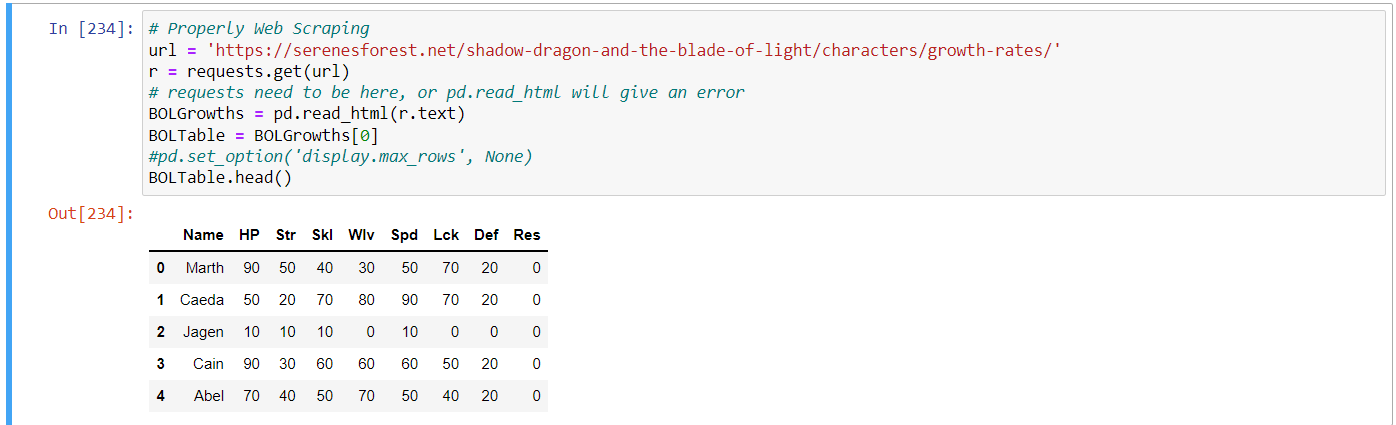 In [234]: # Properly Web Scraping
url = 'https://serenesforest.net/shadow-dragon-and-the-blade-of-light/characters/growth-rates/'
r = requests.get(url)
# requests need to be here, or pd.read_html will give an error
BOLGrowths = pd.read_html(r.text)
BOLTable = BOLGrowths[0]
#pd.set_option('display.max_rows', None)
BOLTable.head()
Out[234]:
Name HP Str Skl Wlv Spd Lck Def Res
0 Marth 90 50 40 30 50 70 20 0
1 Caeda 50 20 70 80 90 70 20 0
2 Jagen 10 10 10 0 10 0 0 0
3 Cain 90 30 60 60 60 50 20 0
4 Abel 70 40 50 70 50 40 20 0